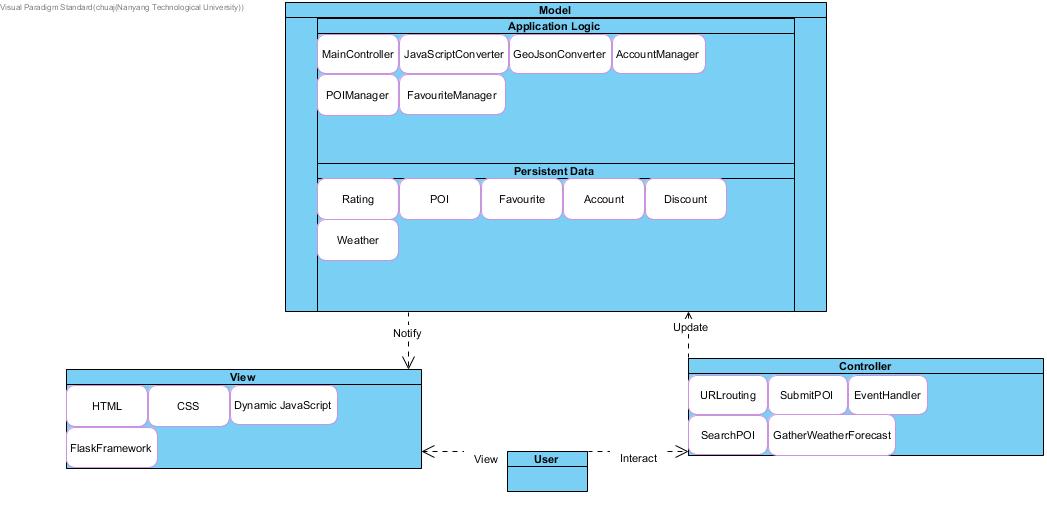 Visual Paradigm Standard(chuaj(Nanyang Technological University))
Model
Application Logic
MainController JavaScriptConverter GeoJsonConverter AccountManager
POIManager FavouriteManager
Persistent Data
Rating POI Favourite Account Discount
Weather
Notify
Update
View
HTML CSS Dynamic JavaScript
FlaskFramework
Controller
URLrouting SubmitPOI EventHandler
SearchPOI GatherWeatherForecast
View
User
Interact